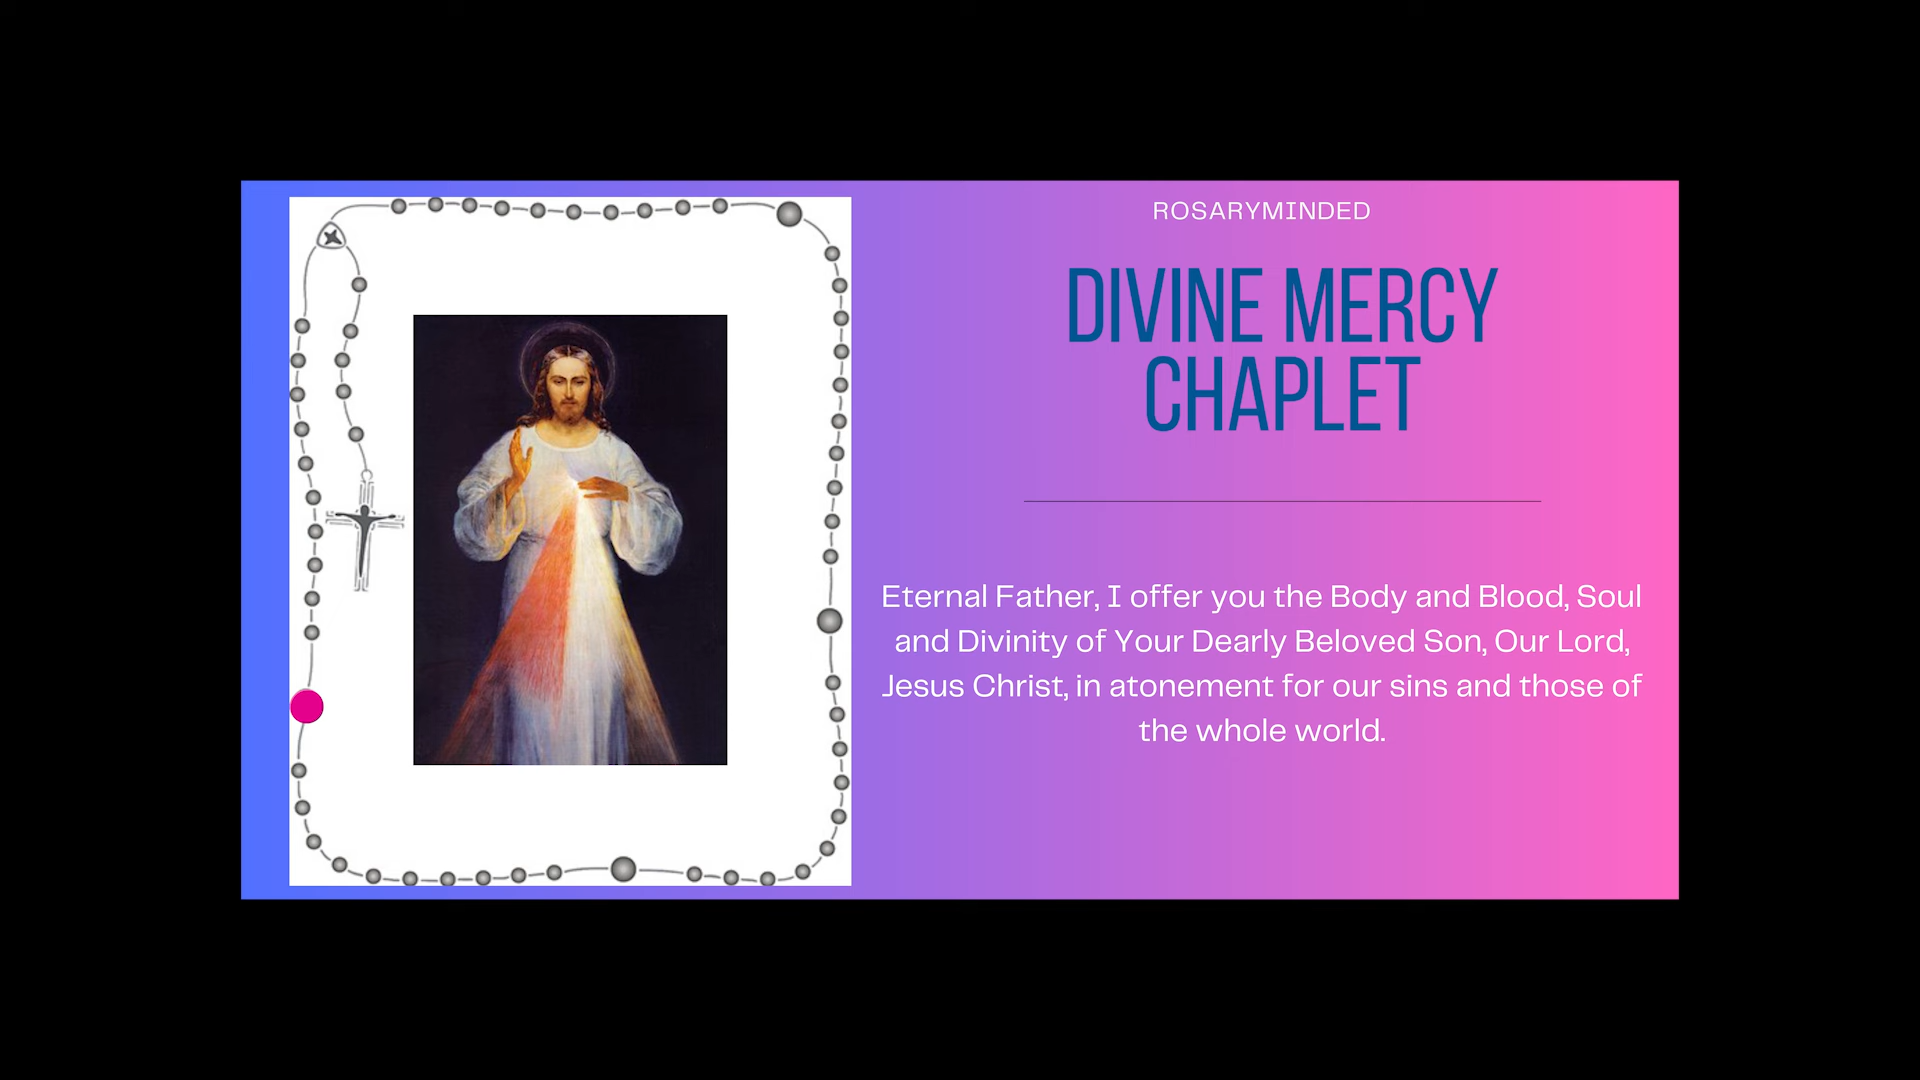 ROSARYMINDED
DIVINE MERCY
CHAPLET
Eternal Father, I offer you the Body and Blood, Soul
and Divinity of Your Dearly Beloved Son, Our Lord,
Jesus Christ, in atonement for our sins and those of
the whole world.